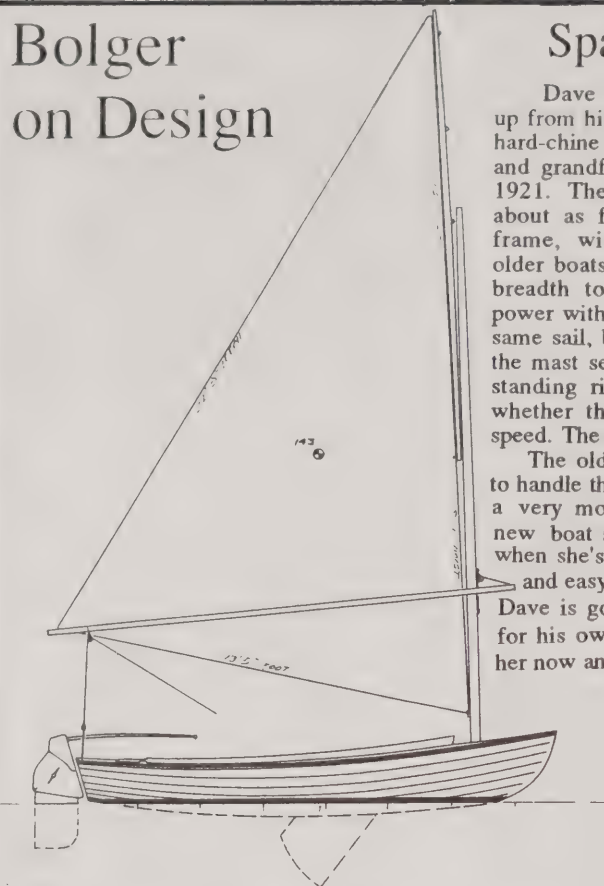 Bolger
on Design
Spa
Dave
up from hi
hard-chine
and grandf
1921. The
about as f
frame, wi
older boats
breadth to
power with
same sail, b
the mast se
standing ri
whether th
speed. The
The old
to handle th
a very mo
new boat s
when she's
and easy
Dave is go
for his ow
her now an
143
13'5" FOOT